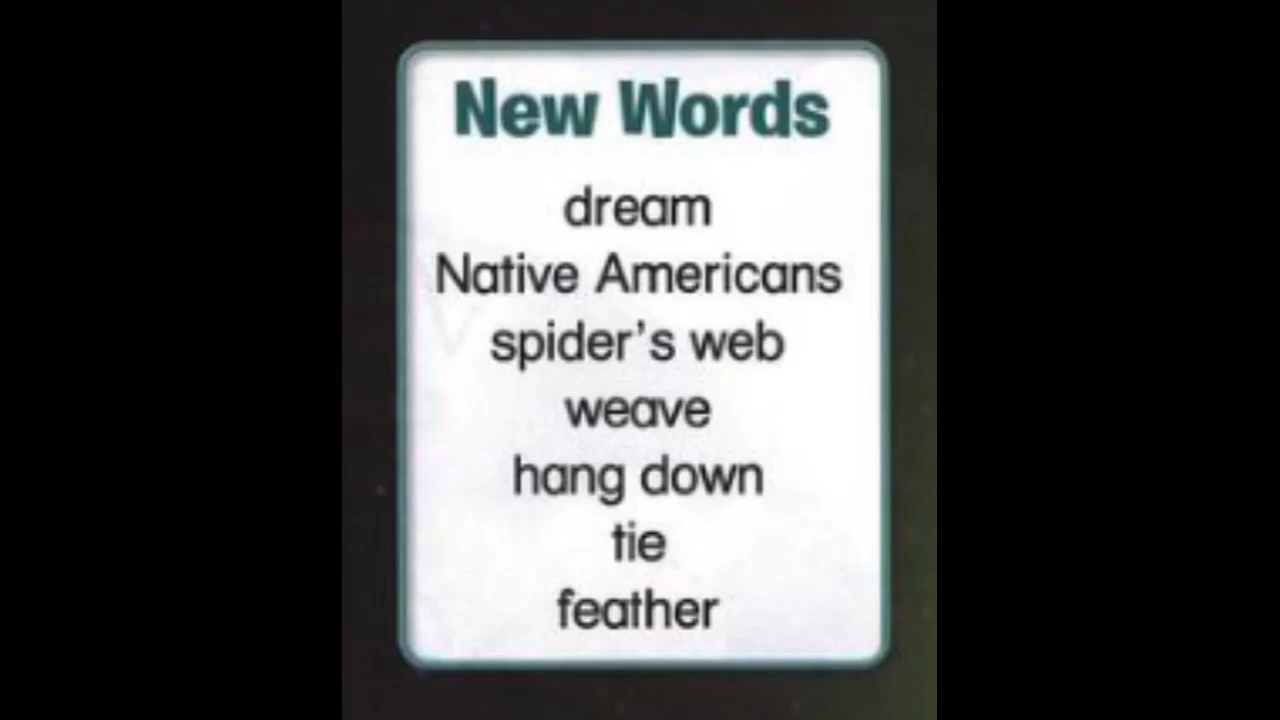 New Words
dream
Native Americans
spider's web
weave
hang down
tie
feather